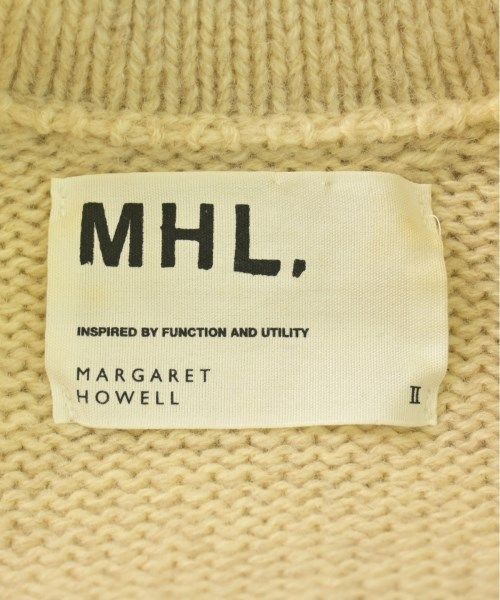 MHL.
INSPIRED BY FUNCTION AND UTILITY
MARGARET
HOWELL
II